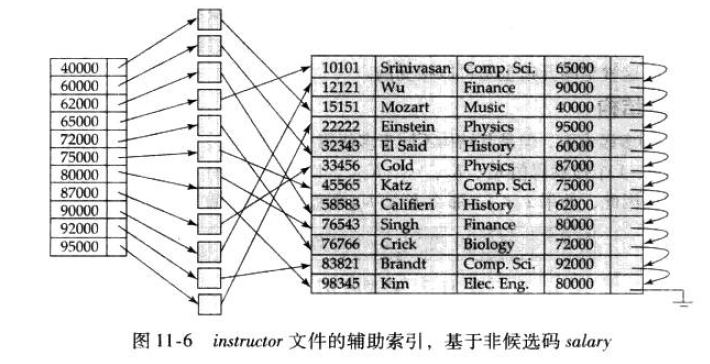 40000
60000
62000
65000
72000
75000
80000
87000
90000
92000
95000
10101 Srinivasan Comp. Sci. 65000
12121 Wu Finance 90000
15151 Mozart Music 40000
22222 Einstein Physics 95000
32343 El Said History 60000
33456 Gold Physics 87000
45565 Katz Comp. Sci. 75000
58583 Califieri History 62000
76543 Singh Finance 80000
76766 Crick Biology 72000
83821 Brandt Comp. Sci. 92000
98345 Kim Elec. Eng. 80000
图 11-6 instructor 文件的辅助索引，基于非候选码 salary